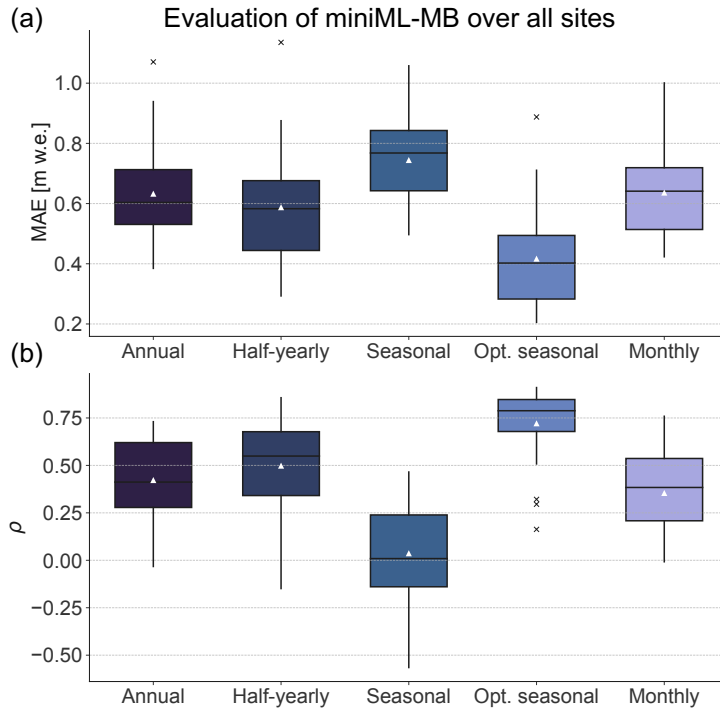 (a) Evaluation of miniML-MB over all sites
MAE [m w.e.]
1.0
0.8
0.6
0.4
0.2
Annual Half-yearly Seasonal Opt. seasonal Monthly
(b)
ρ
0.75
0.50
0.25
0.00
−0.25
−0.50
Annual Half-yearly Seasonal Opt. seasonal Monthly